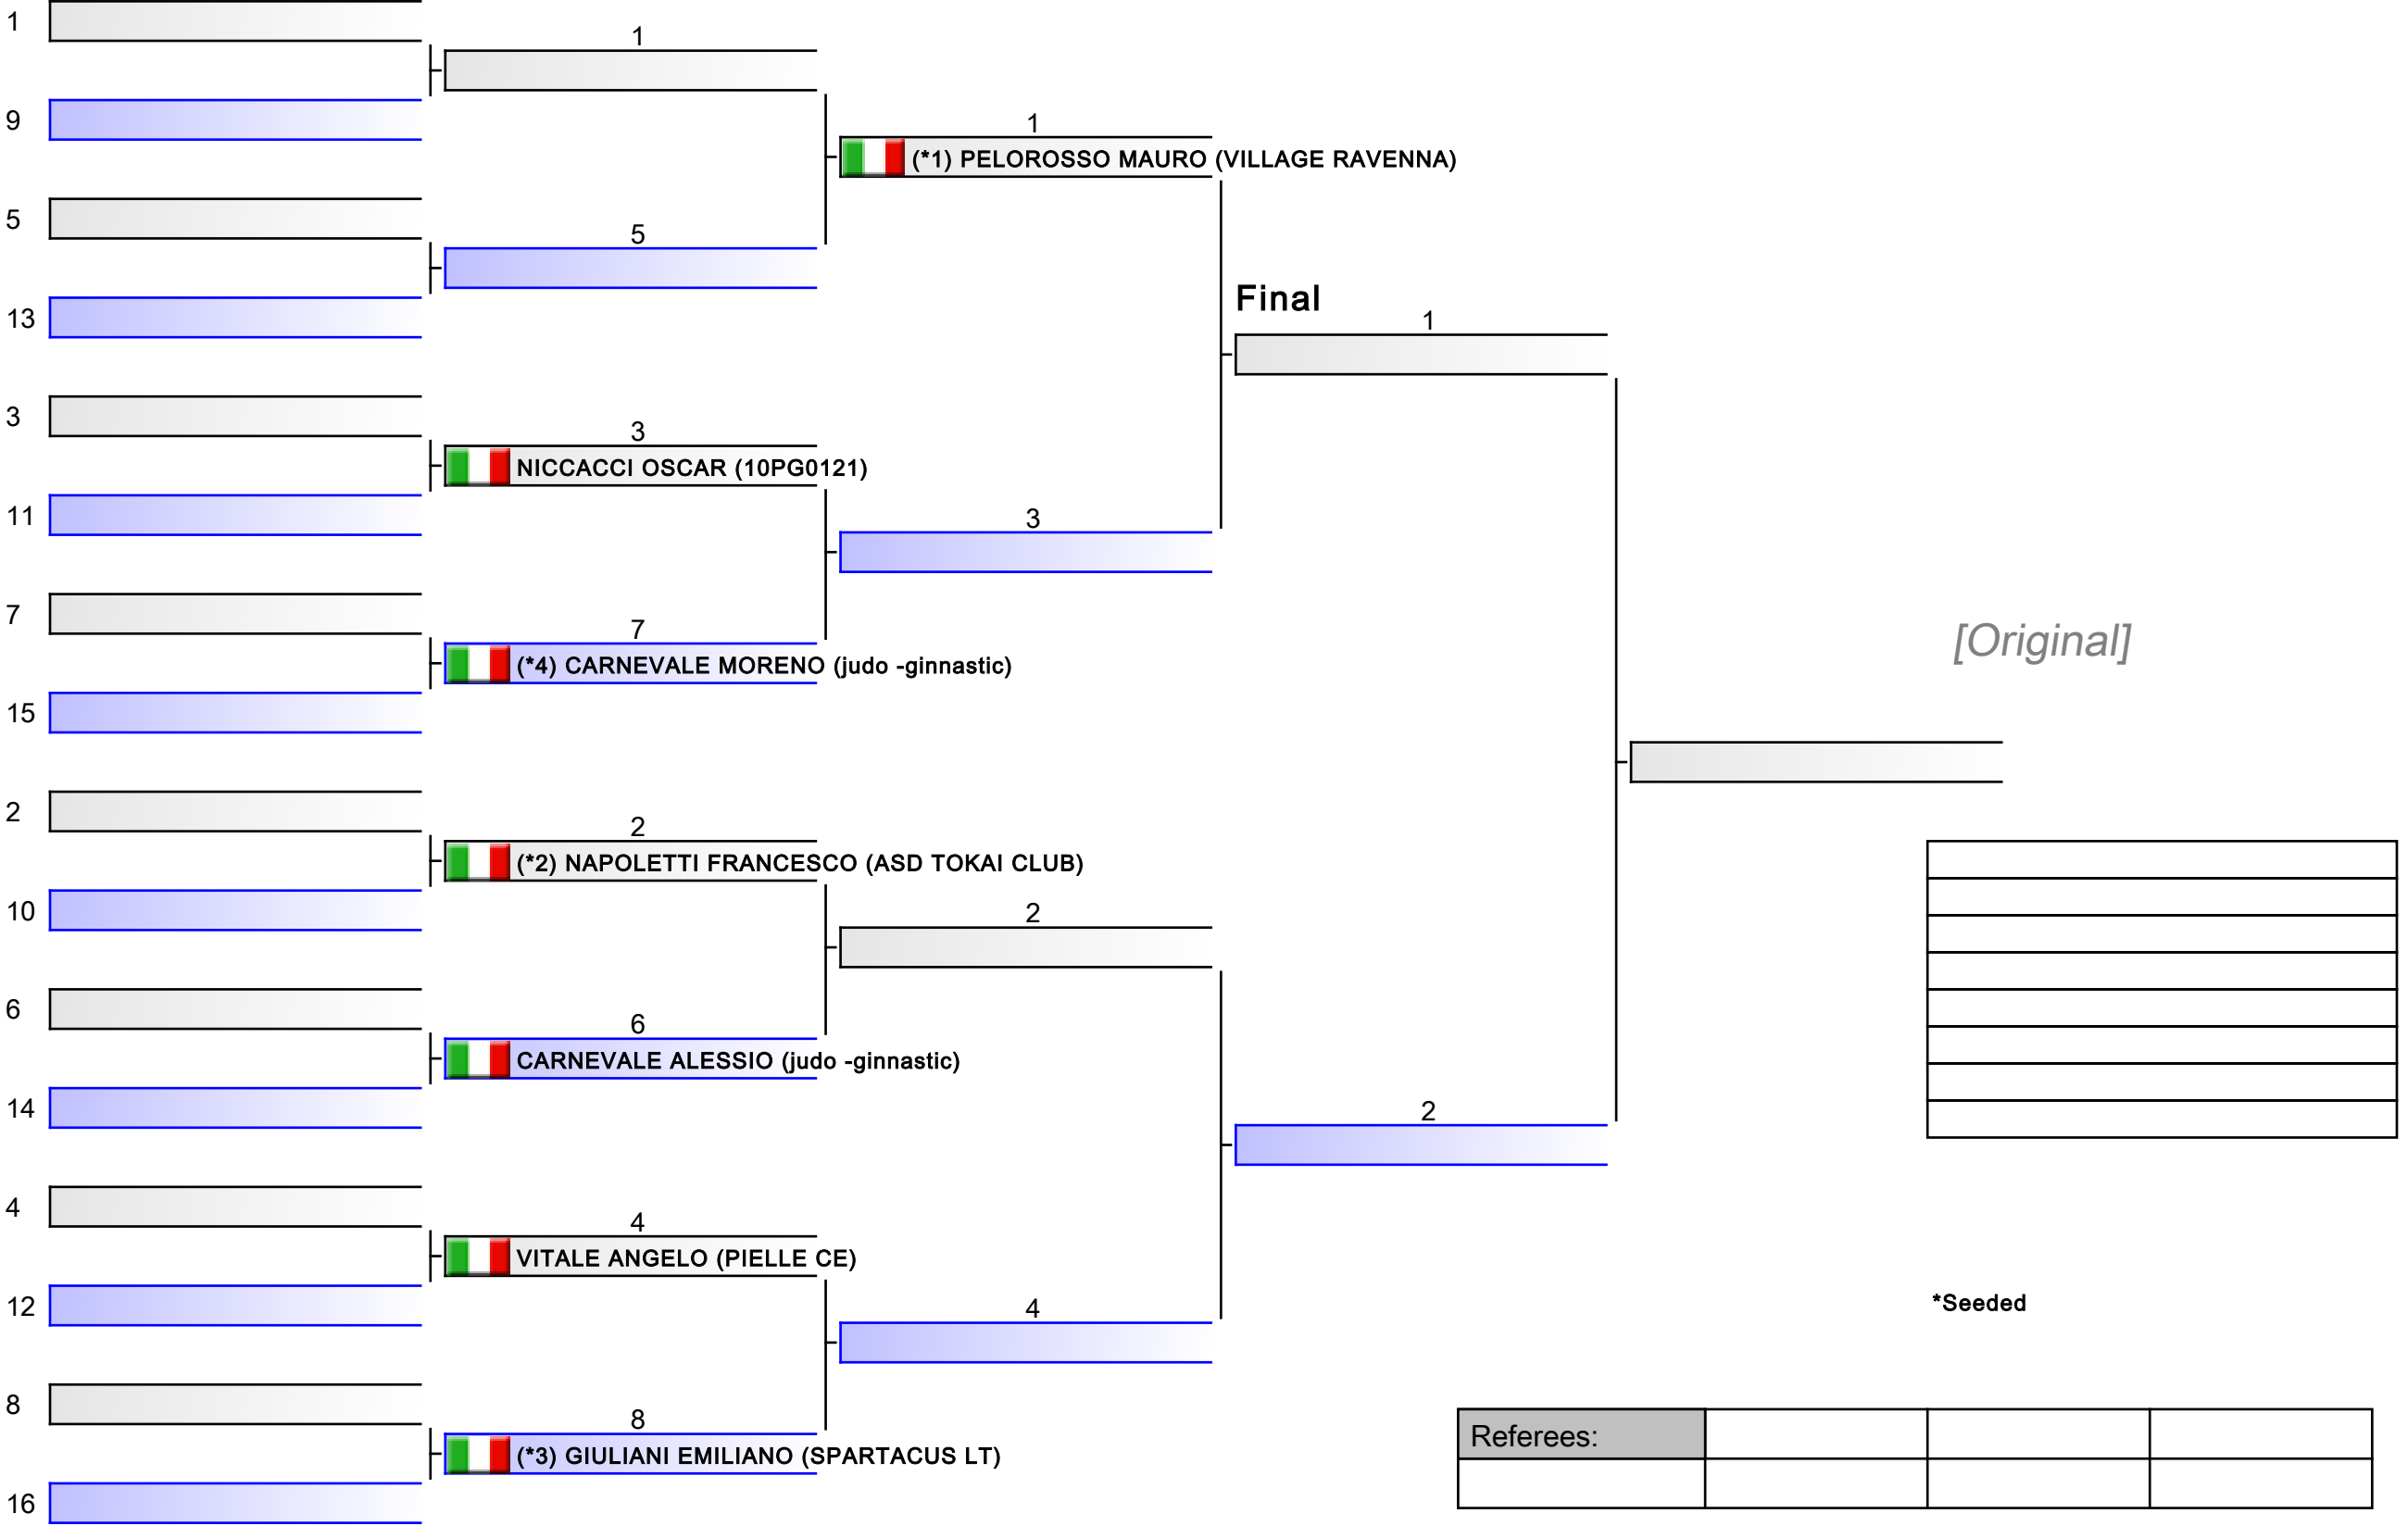 1
1
9
1
(*1) PELOROSSO MAURO (VILLAGE RAVENNA)
5
5
13
Final
1
3
3
NICCACCI OSCAR (10PG0121)
11
3
7
7
(*4) CARNEVALE MORENO (judo -ginnastic)
15
[Original]
2
2
(*2) NAPOLETTI FRANCESCO (ASD TOKAI CLUB)
10
2
6
6
CARNEVALE ALESSIO (judo -ginnastic)
14
2
4
4
VITALE ANGELO (PIELLE CE)
12
4
*Seeded
8
8
(*3) GIULIANI EMILIANO (SPARTACUS LT)
16
Referees: